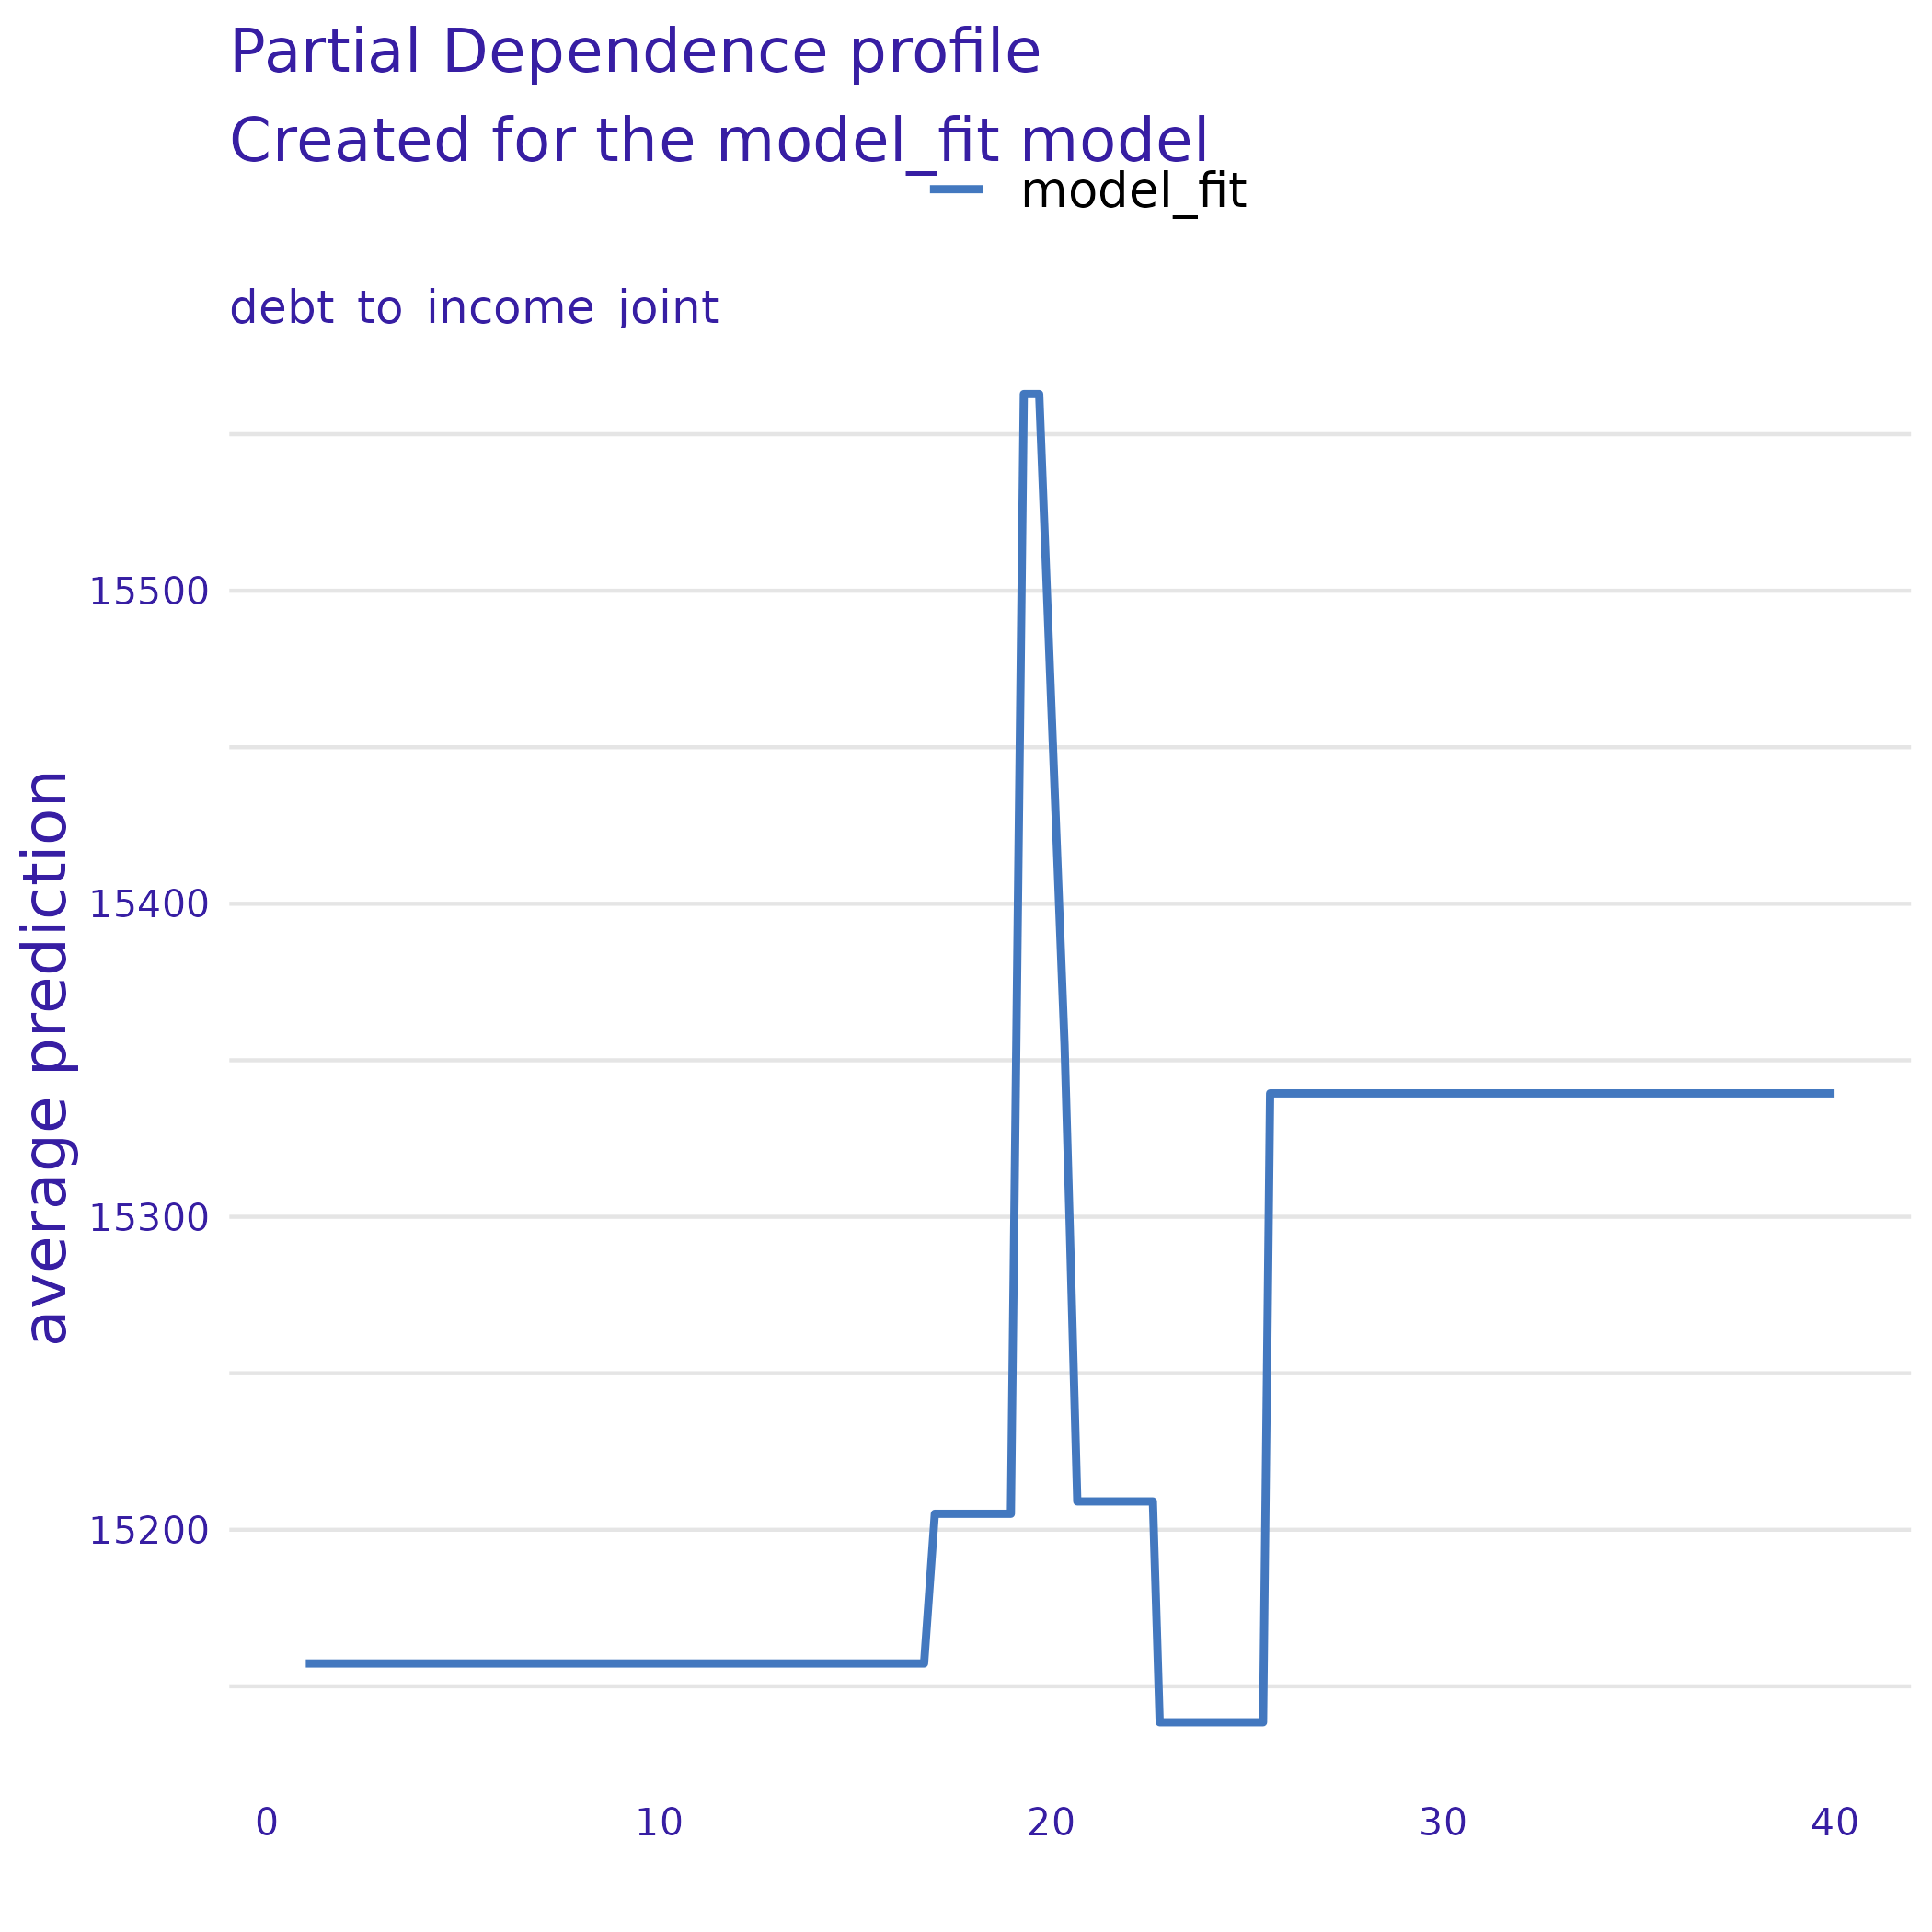 Partial Dependence profile
Created for the model_fit model
model_fit
debt to income joint
average prediction
15500
15400
15300
15200
0 10 20 30 40